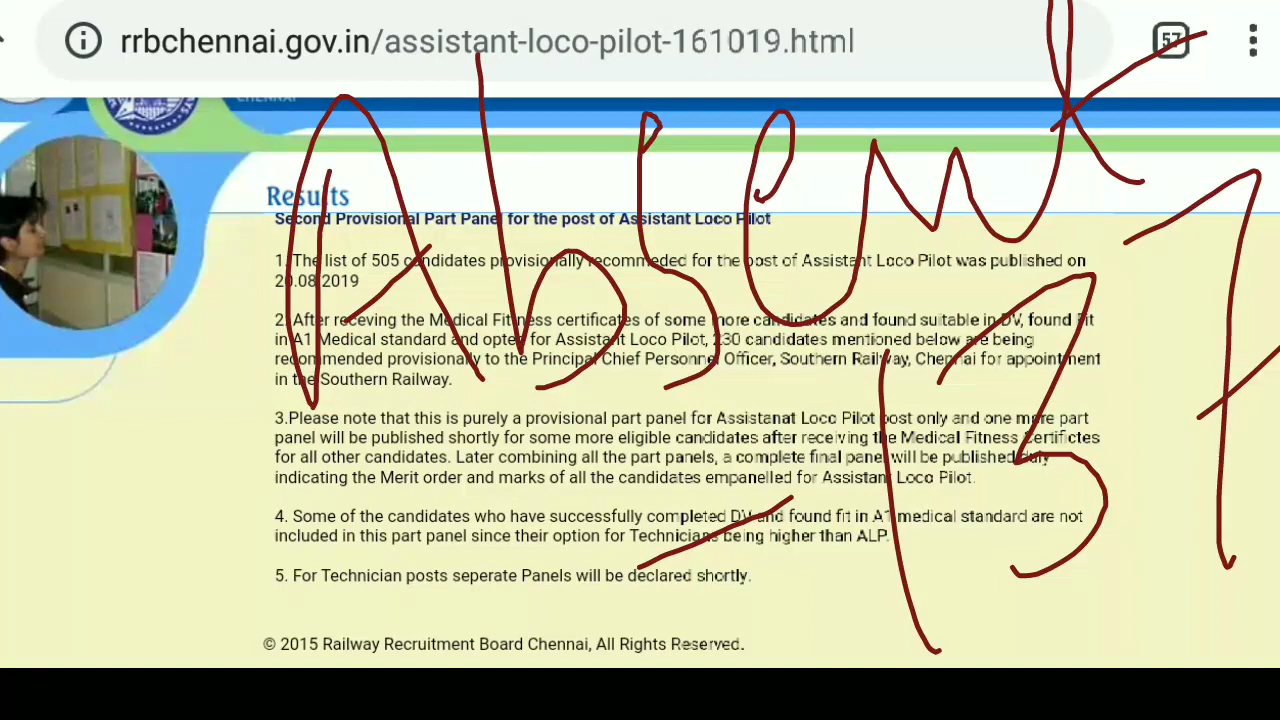 rrbchennai.gov.in/assistant-loco-pilot-161019.html
57
CHENNAI
Results
Second Provisional Part Panel for the post of Assistant Loco Pilot
1. The list of 505 candidates provisionally recommeded for the post of Assistant Loco Pilot was published on
20.08.2019
2. After receving the Medical Fitness certificates of some more candidates and found suitable in DV, found Fit
in A1 Medical standard and opted for Assistant Loco Pilot, 230 candidates mentioned below are being
recommended provisionally to the Principal Chief Personnel Officer, Southern Railway, Chennai for appointment
in the Southern Railway.
3.Please note that this is purely a provisional part panel for Assistanat Loco Pilot post only and one more part
panel will be published shortly for some more eligible candidates after receiving the Medical Fitness Certifictes
for all other candidates. Later combining all the part panels, a complete final panel will be published duly
indicating the Merit order and marks of all the candidates empanelled for Assistant Loco Pilot.
4. Some of the candidates who have successfully completed DV and found fit in A1 medical standard are not
included in this part panel since their option for Technicians being higher than ALP.
5. For Technician posts seperate Panels will be declared shortly.
© 2015 Railway Recruitment Board Chennai, All Rights Reserved.
Absent
- 137